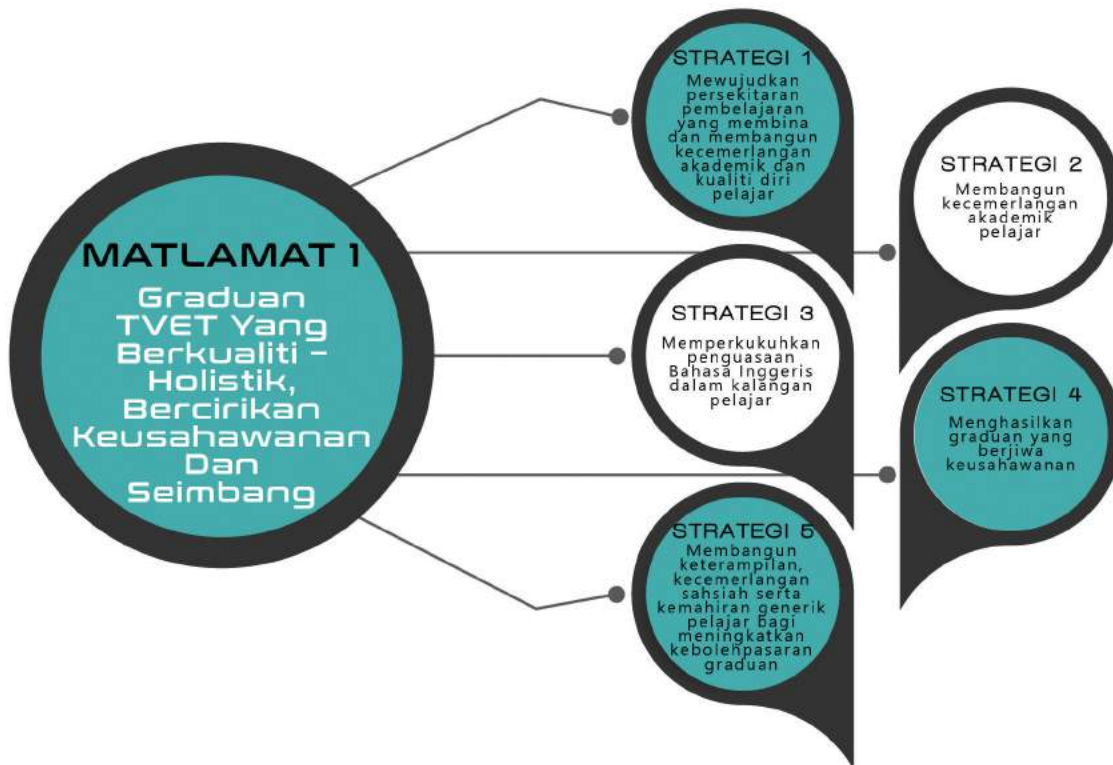 MATLAMAT 1
Graduan
TVET Yang
Berkualiti –
Holistik,
Bercirikan
Keusahawanan
Dan
Seimbang
STRATEGI 1
Mewujudkan
persekitaran
pembelajaran
yang membina
dan membangun
kecemerlangan
akademik dan
kualiti diri
pelajar
STRATEGI 2
Membangun
kecemerlangan
akademik
pelajar
STRATEGI 3
Memperkukuhkan
penguasaan
Bahasa Inggeris
dalam kalangan
pelajar
STRATEGI 4
Menghasilkan
graduan yang
berjiwa
keusahawanan
STRATEGI 5
Membangun
keterampilan,
kecemerlangan
sahsiah serta
kemahiran generik
pelajar bagi
meningkatkan
kebolehpasaran
graduan